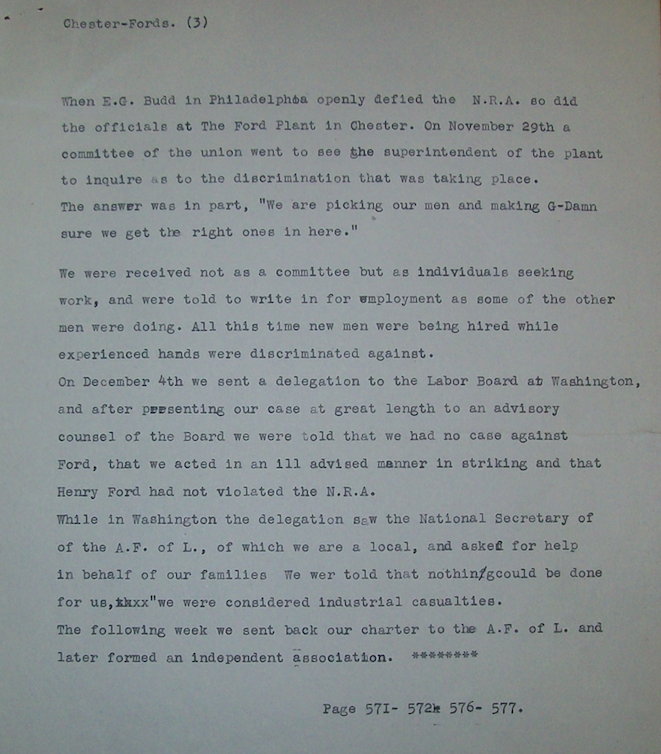 Chester-Fords. (3)
When E.G. Budd in Philadelphia openly defied the N.R.A. so did
the officials at The Ford Plant in Chester. On November 29th a
committee of the union went to see the superintendent of the plant
to inquire as to the discrimination that was taking place.
The answer was in part, "We are picking our men and making G-Damn
sure we get the right ones in here."
We were received not as a committee but as individuals seeking
work, and were told to write in for employment as some of the other
men were doing. All this time new men were being hired while
experienced hands were discriminated against.
On December 4th we sent a delegation to the Labor Board at Washington,
and after presenting our case at great length to an advisory
counsel of the Board we were told that we had no case against
Ford, that we acted in an ill advised manner in striking and that
Henry Ford had not violated the N.R.A.
While in Washington the delegation saw the National Secretary of
of the A.F. of L., of which we are a local, and asked for help
in behalf of our families We wer told that nothin/gcould be done
for us, "we were considered industrial casualties.
The following week we sent back our charter to the A.F. of L. and
later formed an independent association. ********
Page 571- 572 576- 577.